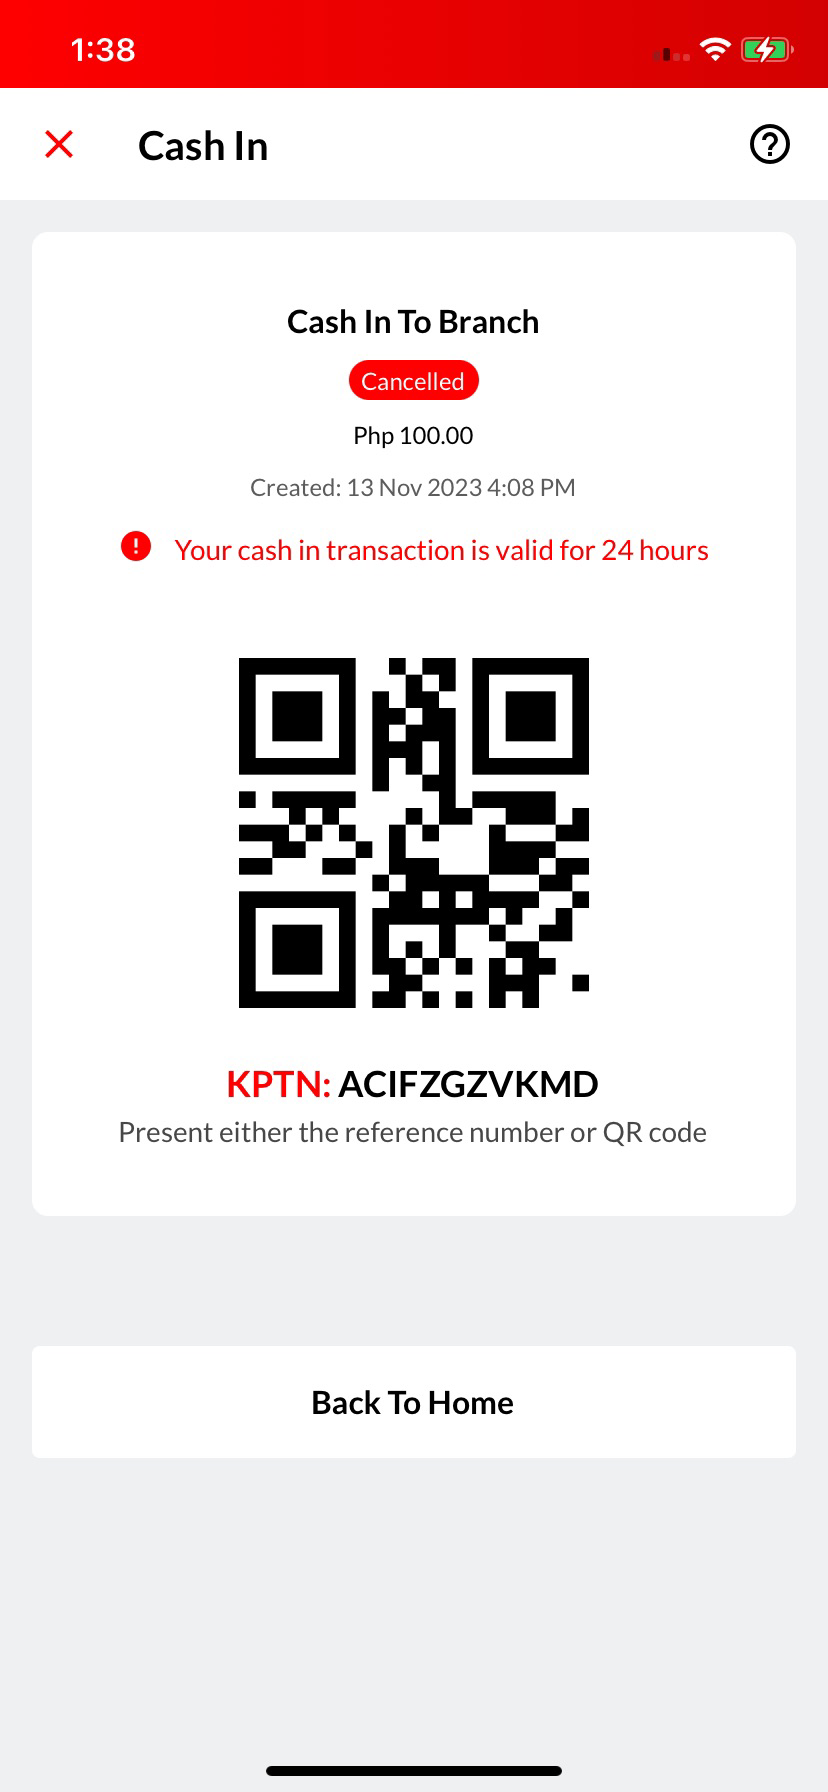 1:38
Cash In
Cash In To Branch
Cancelled
Php 100.00
Created: 13 Nov 2023 4:08 PM
Your cash in transaction is valid for 24 hours
KPTN: ACIFZGZVKMD
Present either the reference number or QR code
Back To Home